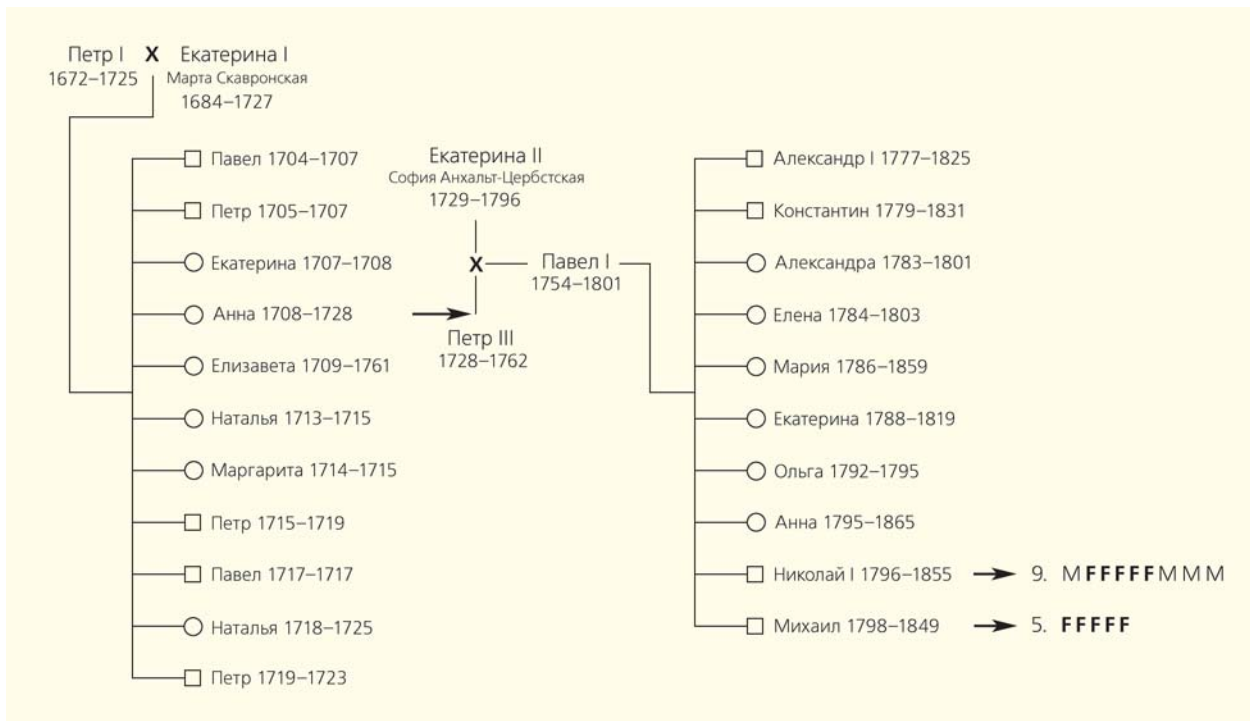 Петр I X Екатерина I
1672–1725 Марта Скавронская
1684–1727
Павел 1704–1707
Петр 1705–1707
Екатерина 1707–1708
Анна 1708–1728
Елизавета 1709–1761
Наталья 1713–1715
Маргарита 1714–1715
Петр 1715–1719
Павел 1717–1717
Наталья 1718–1725
Петр 1719–1723
Екатерина II
София Анхальт-Цербстская
1729–1796
X Павел I
1754–1801
Петр III
1728–1762
Александр I 1777–1825
Константин 1779–1831
Александра 1783–1801
Елена 1784–1803
Мария 1786–1859
Екатерина 1788–1819
Ольга 1792–1795
Анна 1795–1865
Николай I 1796–1855 9. MFFFFFMMM
Михаил 1798–1849 5. FFFFF